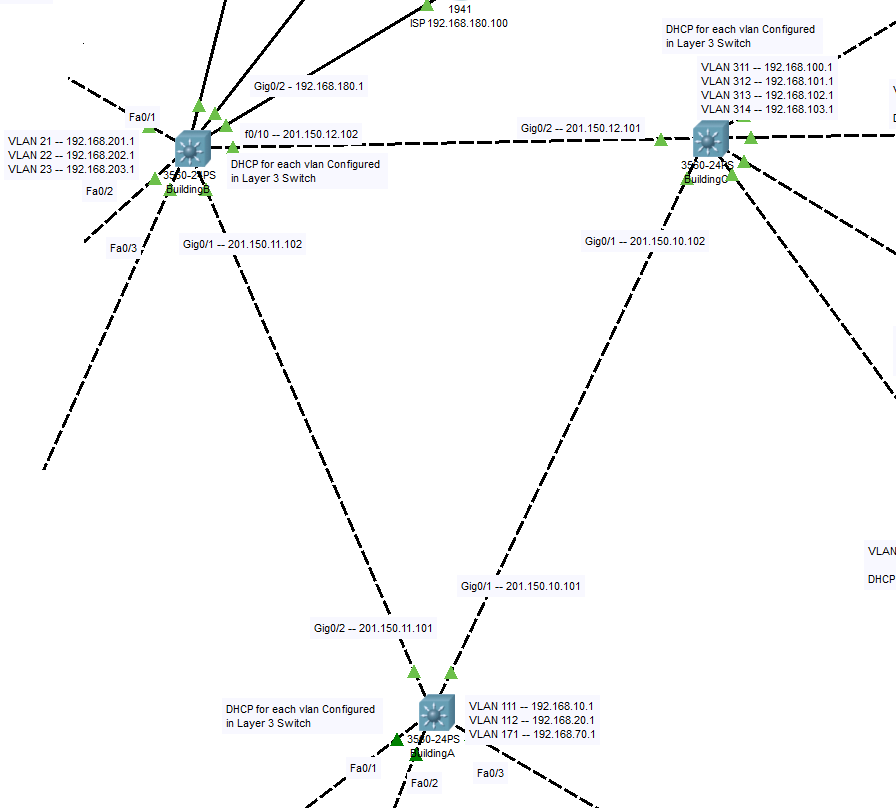 1941
ISP 192.168.180.100
DHCP for each vlan Configured
in Layer 3 Switch
VLAN 311 -- 192.168.100.1
VLAN 312 -- 192.168.101.1
VLAN 313 -- 192.168.102.1
VLAN 314 -- 192.168.103.1
Gig0/2 - 192.168.180.1
Fa0/1
f0/10 -- 201.150.12.102
Gig0/2 -- 201.150.12.101
VLAN 21 -- 192.168.201.1
VLAN 22 -- 192.168.202.1
VLAN 23 -- 192.168.203.1
DHCP for each vlan Configured
in Layer 3 Switch
3560-24PS
BuildingB
3560-24PS
BuildingC
Fa0/2
Fa0/3
Gig0/1 -- 201.150.11.102
Gig0/1 -- 201.150.10.102
VLAN
DHCP
Gig0/1 -- 201.150.10.101
Gig0/2 -- 201.150.11.101
DHCP for each vlan Configured
in Layer 3 Switch
VLAN 111 -- 192.168.10.1
VLAN 112 -- 192.168.20.1
VLAN 171 -- 192.168.70.1
3560-24PS
BuildingA
Fa0/1
Fa0/2
Fa0/3